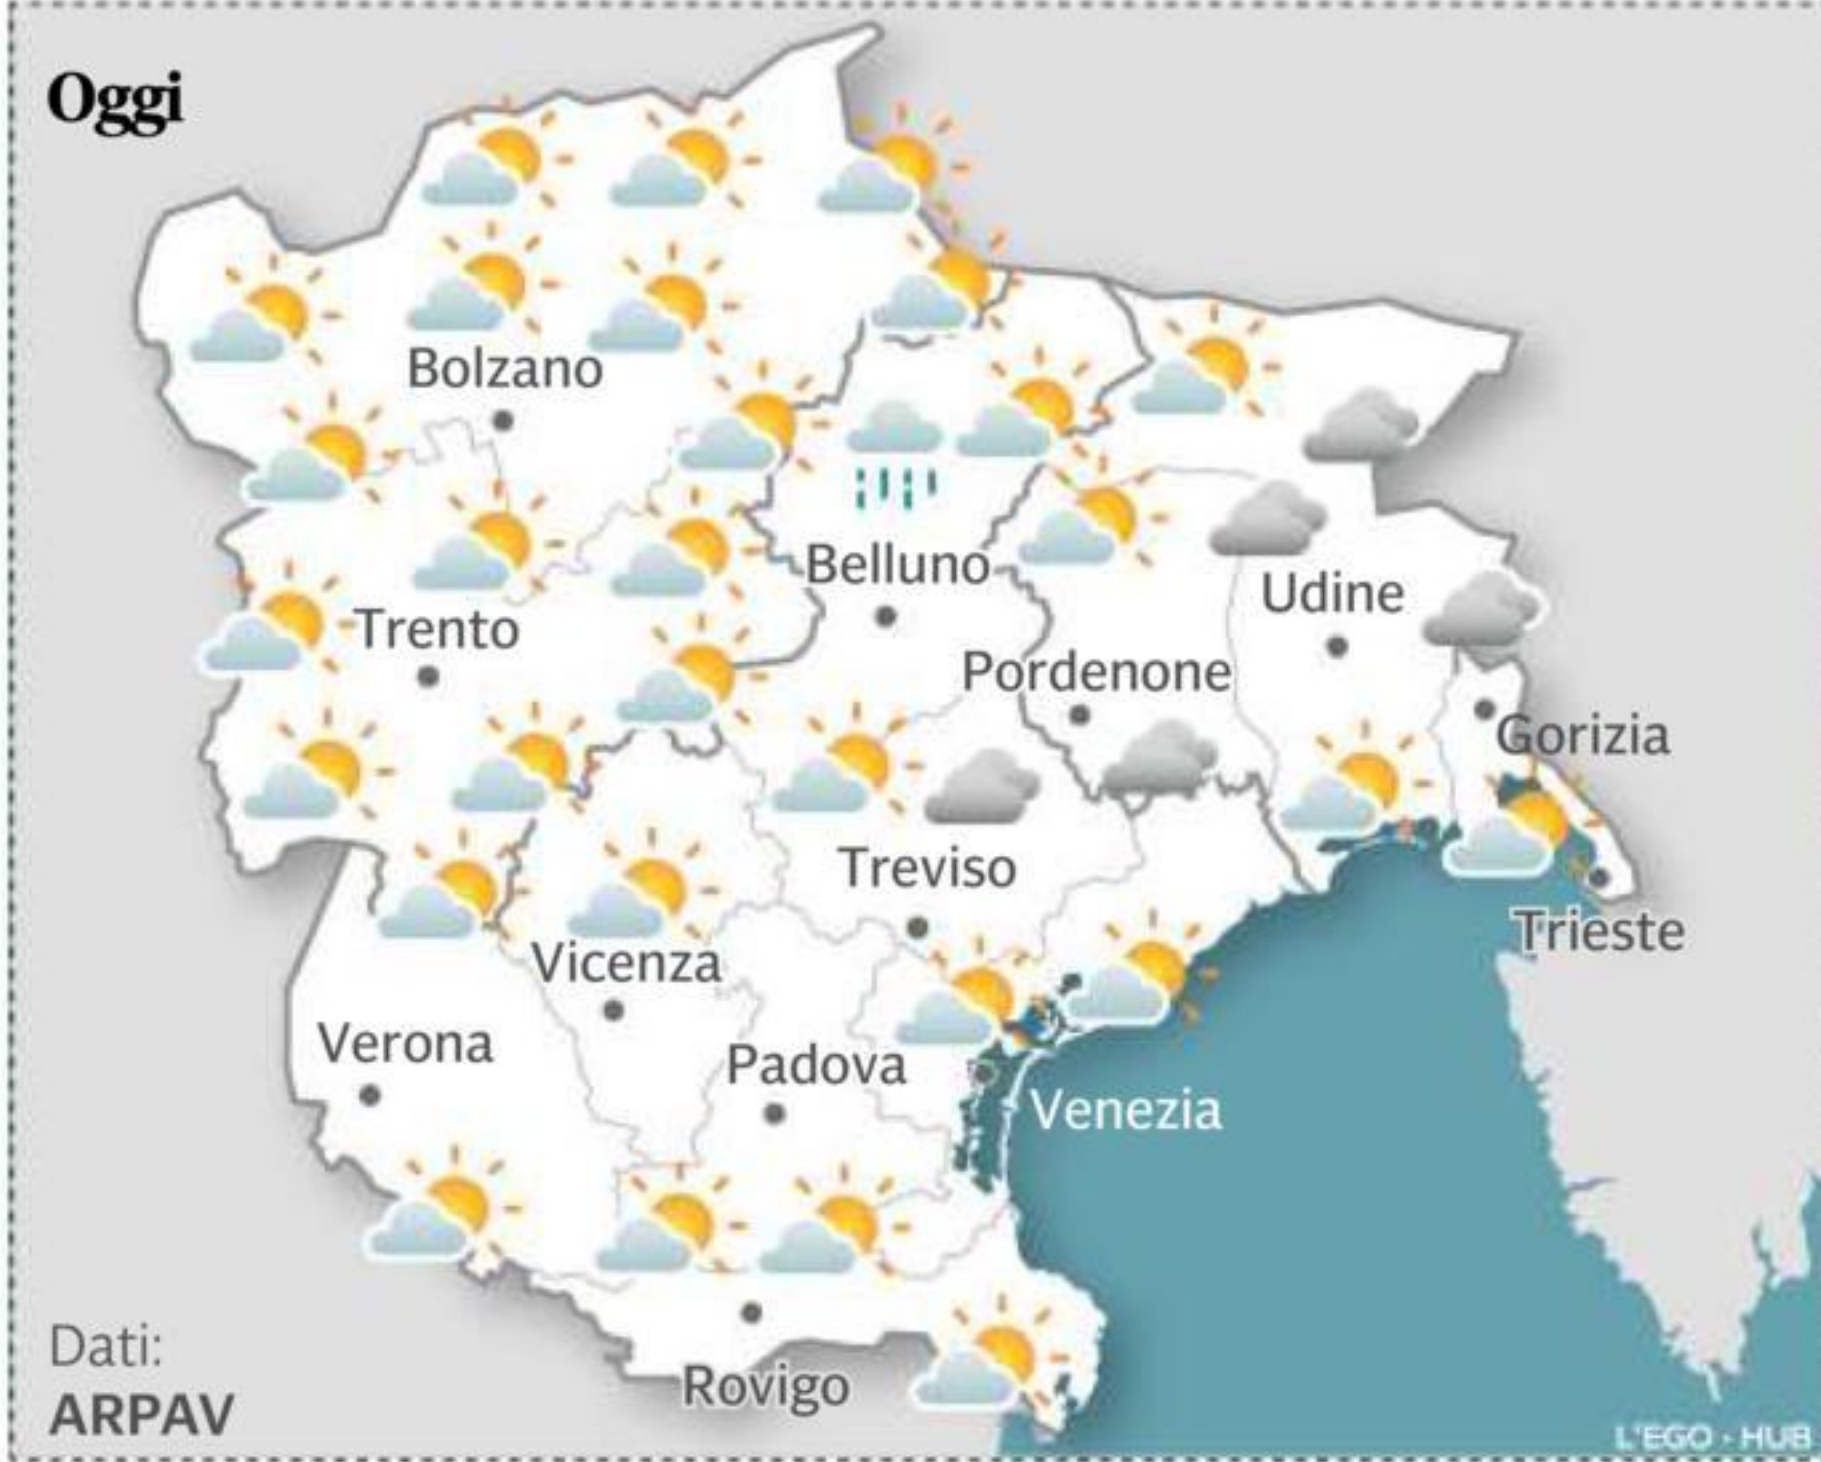 Oggi
Bolzano
Belluno
Udine
Trento
Pordenone
Gorizia
Treviso
Trieste
Vicenza
Verona
Padova
Venezia
Rovigo
Dati:
ARPAV
L'EGO - HUB